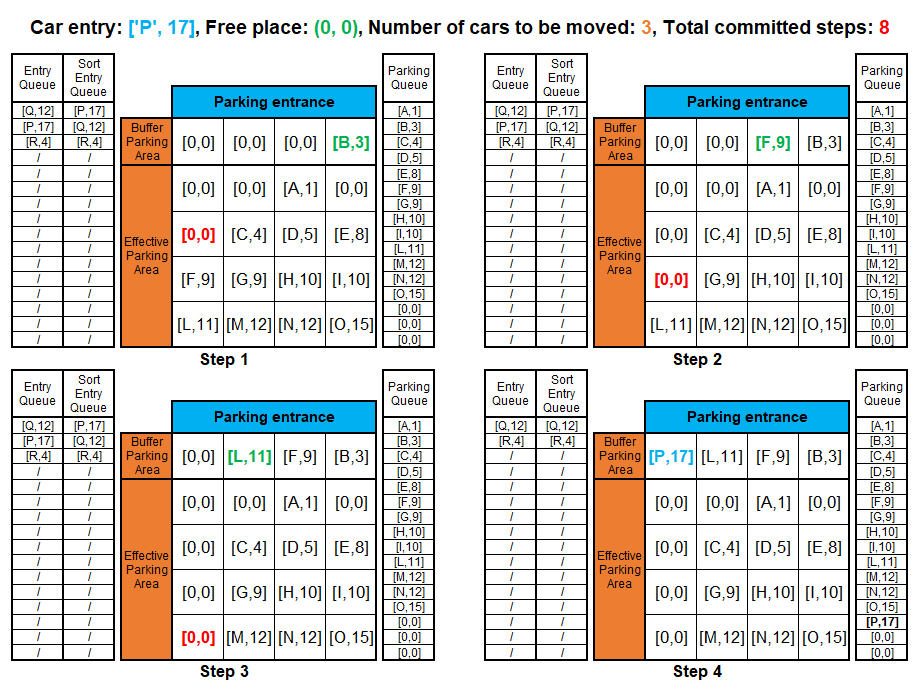 Car entry: ['P', 17], Free place: (0, 0), Number of cars to be moved: 3, Total committed steps: 8
Entry
Queue
Sort
Entry
Queue
[Q,12] [P,17]
[P,17] [Q,12]
[R,4] [R,4]
/ /
/ /
/ /
/ /
/ /
/ /
/ /
/ /
/ /
/ /
/ /
/ /
/ /
Parking entrance
Buffer
Parking
Area
[0,0] [0,0] [0,0] [B,3]
Effective
Parking
Area
[0,0] [0,0] [A,1] [0,0]
[0,0] [C,4] [D,5] [E,8]
[F,9] [G,9] [H,10] [I,10]
[L,11] [M,12] [N,12] [O,15]
Parking
Queue
[A,1]
[B,3]
[C,4]
[D,5]
[E,8]
[F,9]
[G,9]
[H,10]
[I,10]
[L,11]
[M,12]
[N,12]
[O,15]
[0,0]
[0,0]
[0,0]
Step 1
Entry
Queue
Sort
Entry
Queue
[Q,12] [P,17]
[P,17] [Q,12]
[R,4] [R,4]
/ /
/ /
/ /
/ /
/ /
/ /
/ /
/ /
/ /
/ /
/ /
/ /
/ /
Parking entrance
Buffer
Parking
Area
[0,0] [0,0] [F,9] [B,3]
Effective
Parking
Area
[0,0] [0,0] [A,1] [0,0]
[0,0] [C,4] [D,5] [E,8]
[0,0] [G,9] [H,10] [I,10]
[L,11] [M,12] [N,12] [O,15]
Parking
Queue
[A,1]
[B,3]
[C,4]
[D,5]
[E,8]
[F,9]
[G,9]
[H,10]
[I,10]
[L,11]
[M,12]
[N,12]
[O,15]
[0,0]
[0,0]
[0,0]
Step 2
Entry
Queue
Sort
Entry
Queue
[Q,12] [P,17]
[P,17] [Q,12]
[R,4] [R,4]
/ /
/ /
/ /
/ /
/ /
/ /
/ /
/ /
/ /
/ /
/ /
/ /
/ /
Parking entrance
Buffer
Parking
Area
[0,0] [L,11] [F,9] [B,3]
Effective
Parking
Area
[0,0] [0,0] [A,1] [0,0]
[0,0] [C,4] [D,5] [E,8]
[0,0] [G,9] [H,10] [I,10]
[0,0] [M,12] [N,12] [O,15]
Parking
Queue
[A,1]
[B,3]
[C,4]
[D,5]
[E,8]
[F,9]
[G,9]
[H,10]
[I,10]
[L,11]
[M,12]
[N,12]
[O,15]
[0,0]
[0,0]
[0,0]
Step 3
Entry
Queue
Sort
Entry
Queue
[Q,12] [Q,12]
[R,4] [R,4]
/ /
/ /
/ /
/ /
/ /
/ /
/ /
/ /
/ /
/ /
/ /
/ /
/ /
/ /
Parking entrance
Buffer
Parking
Area
[P,17] [L,11] [F,9] [B,3]
Effective
Parking
Area
[0,0] [0,0] [A,1] [0,0]
[0,0] [C,4] [D,5] [E,8]
[0,0] [G,9] [H,10] [I,10]
[0,0] [M,12] [N,12] [O,15]
Parking
Queue
[A,1]
[B,3]
[C,4]
[D,5]
[E,8]
[F,9]
[G,9]
[H,10]
[I,10]
[L,11]
[M,12]
[N,12]
[O,15]
[P,17]
[0,0]
[0,0]
Step 4